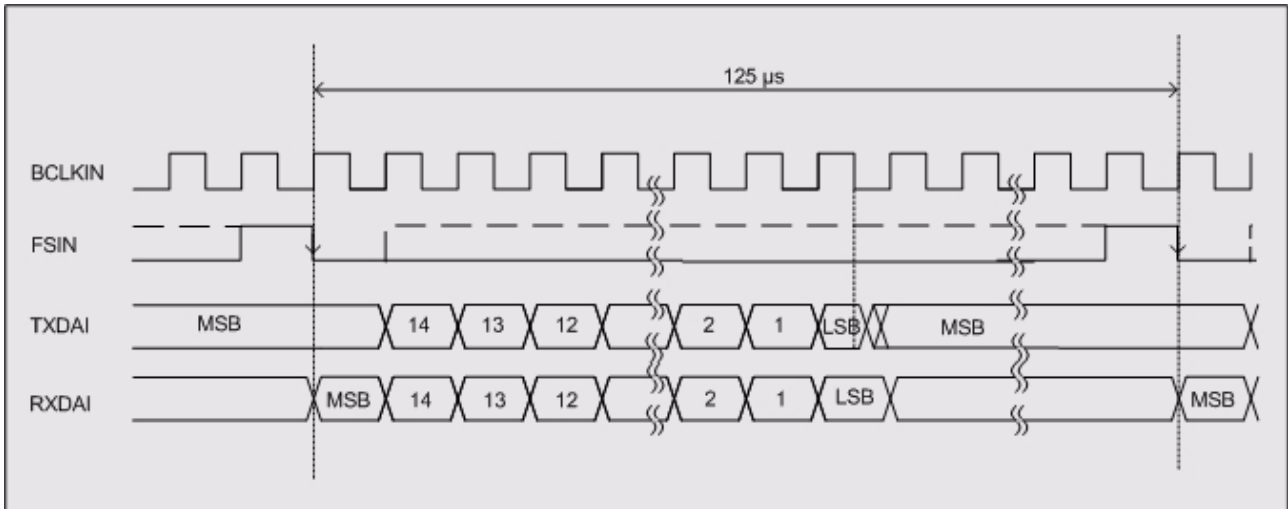 125 µs
BCLKIN
FSIN
TXDAI MSB 14 13 12 2 1 LSB MSB
RXDAI MSB 14 13 12 2 1 LSB MSB